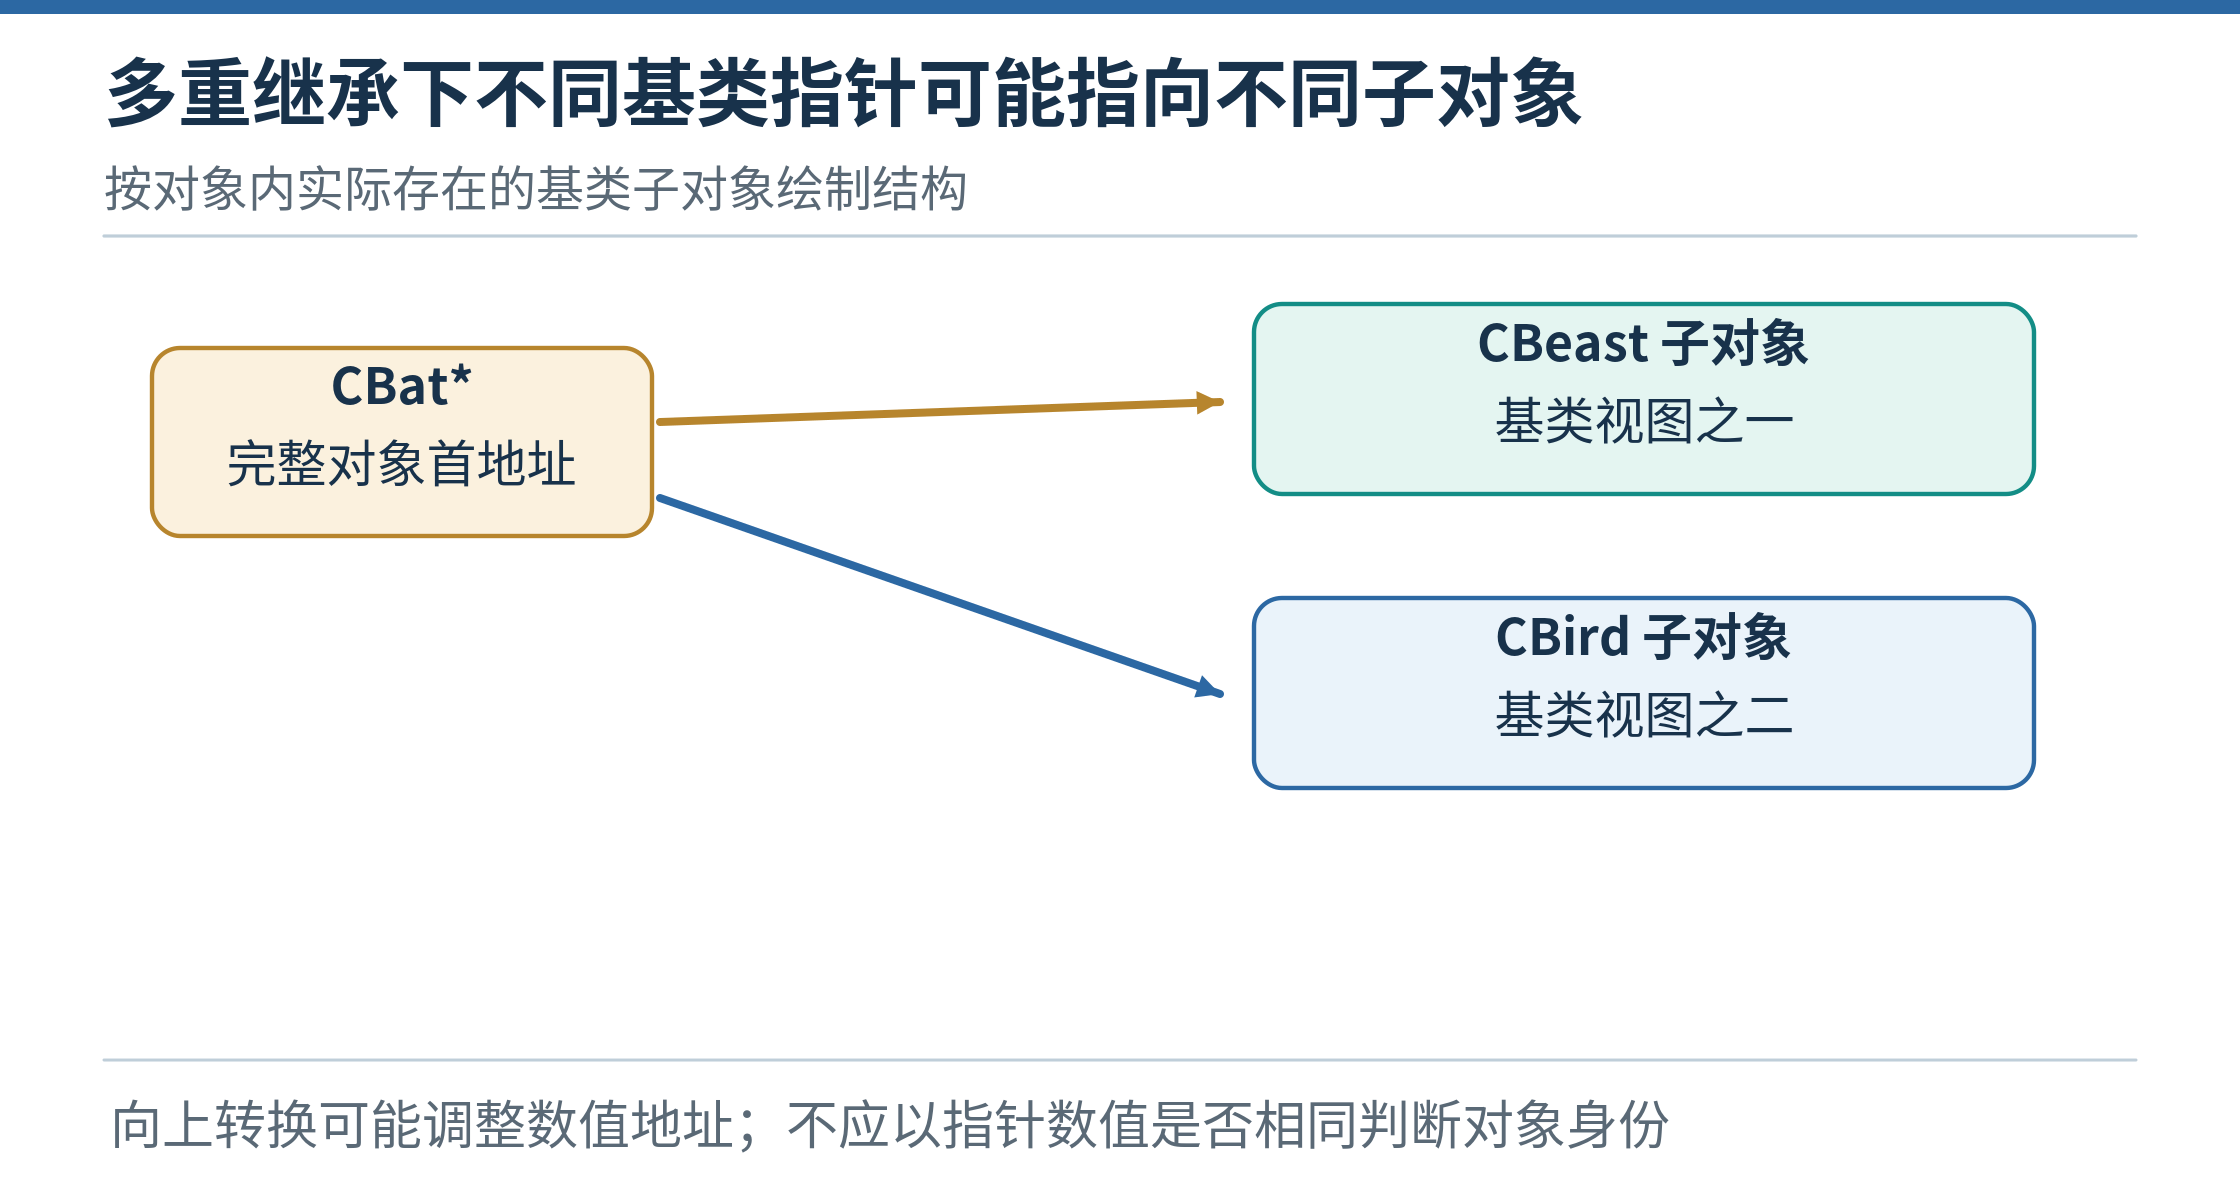 多重继承下不同基类指针可能指向不同子对象
按对象内实际存在的基类子对象绘制结构
CBat*
完整对象首地址
CBeast 子对象
基类视图之一
CBird 子对象
基类视图之二
向上转换可能调整数值地址；不应以指针数值是否相同判断对象身份